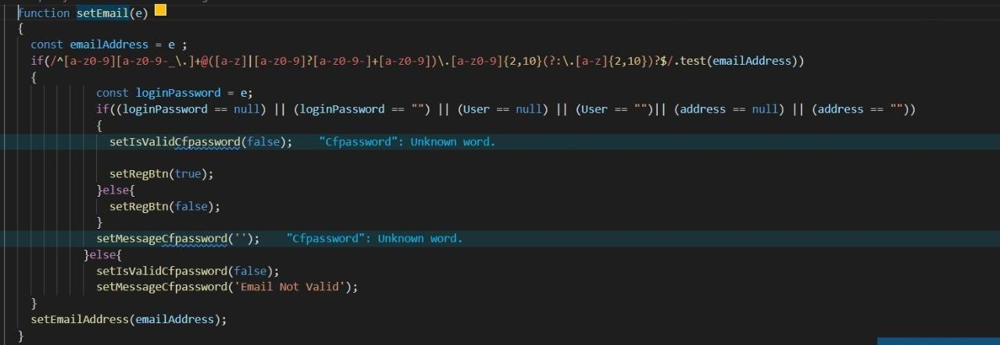 function setEmail(e)
{
const emailAddress = e ;
if(/^[a-z0-9][a-z0-9-_\.]+@([a-z]|[a-z0-9]?[a-z0-9-]+[a-z0-9])\.[a-z0-9]{2,10}(?:\.[a-z]{2,10})?$/.test(emailAddress))
{
const loginPassword = e;
if((loginPassword == null) || (loginPassword == "") || (User == null) || (User == "")|| (address == null) || (address == ""))
{
setIsValidCfpassword(false);    "Cfpassword": Unknown word.
setRegBtn(true);
}else{
setRegBtn(false);
}
setMessageCfpassword('');    "Cfpassword": Unknown word.
}else{
setIsValidCfpassword(false);
setMessageCfpassword('Email Not Valid');
}
setEmailAddress(emailAddress);
}